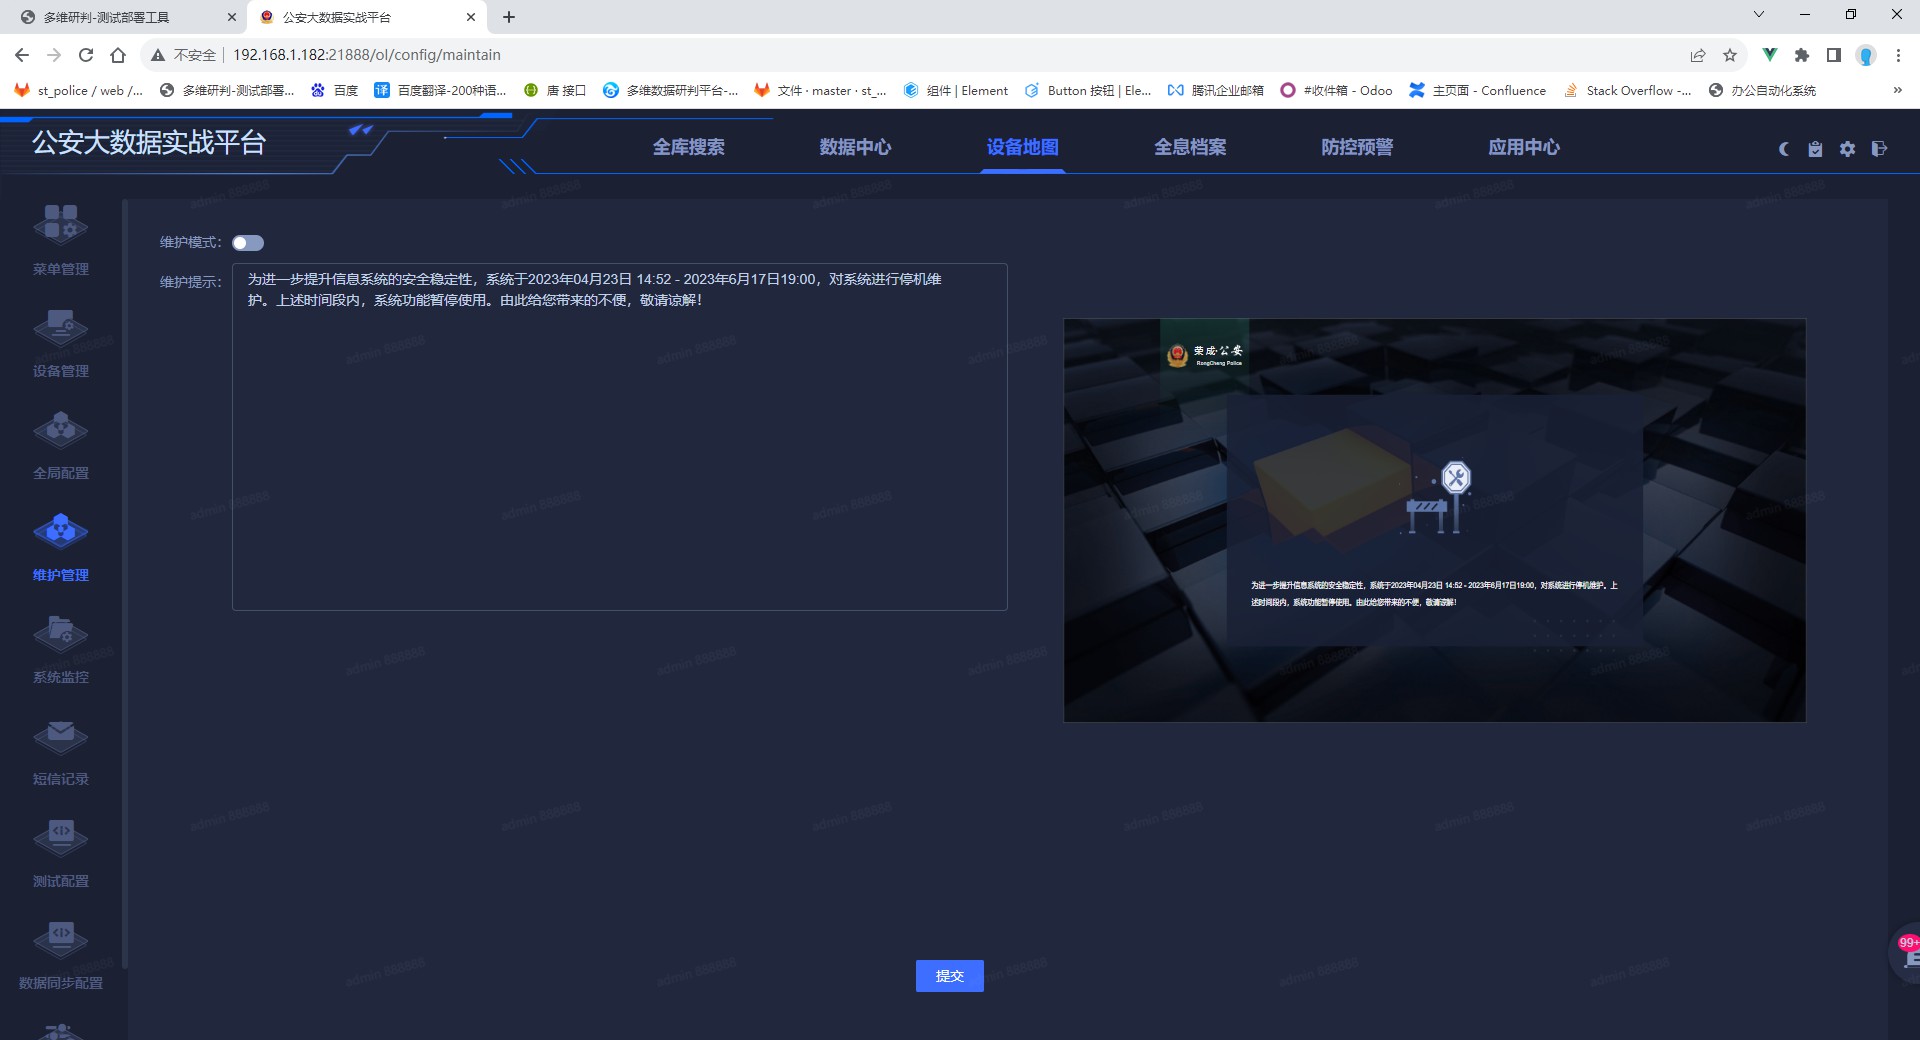 多维研判-测试部署工具
公安大数据实战平台
不安全
192.168.1.182:21888/ol/config/maintain
st_police / web /...
多维研判-测试部署...
百度
译
百度翻译-200种语...
唐 接口
多维数据研判平台-...
文件 · master · st_...
组件 | Element
Button 按钮 | Ele...
腾讯企业邮箱
#收件箱 - Odoo
主页面 - Confluence
Stack Overflow -...
办公自动化系统
»
公安大数据实战平台
全库搜索
数据中心
设备地图
全息档案
防控预警
应用中心
菜单管理
设备管理
全局配置
维护管理
系统监控
短信记录
测试配置
数据同步配置
维护模式：
维护提示：
为进一步提升信息系统的安全稳定性，系统于2023年04月23日 14:52 - 2023年6月17日19:00，对系统进行停机维
护。上述时间段内，系统功能暂停使用。由此给您带来的不便，敬请谅解！
荣成公安
RongCheng Police
为进一步提升信息系统的安全稳定性，系统于2023年04月23日 14:52 - 2023年6月17日19:00，对系统进行停机维护。上
述时间段内，系统功能暂停使用。由此给您带来的不便，敬请谅解！
提交
99+
admin 888888